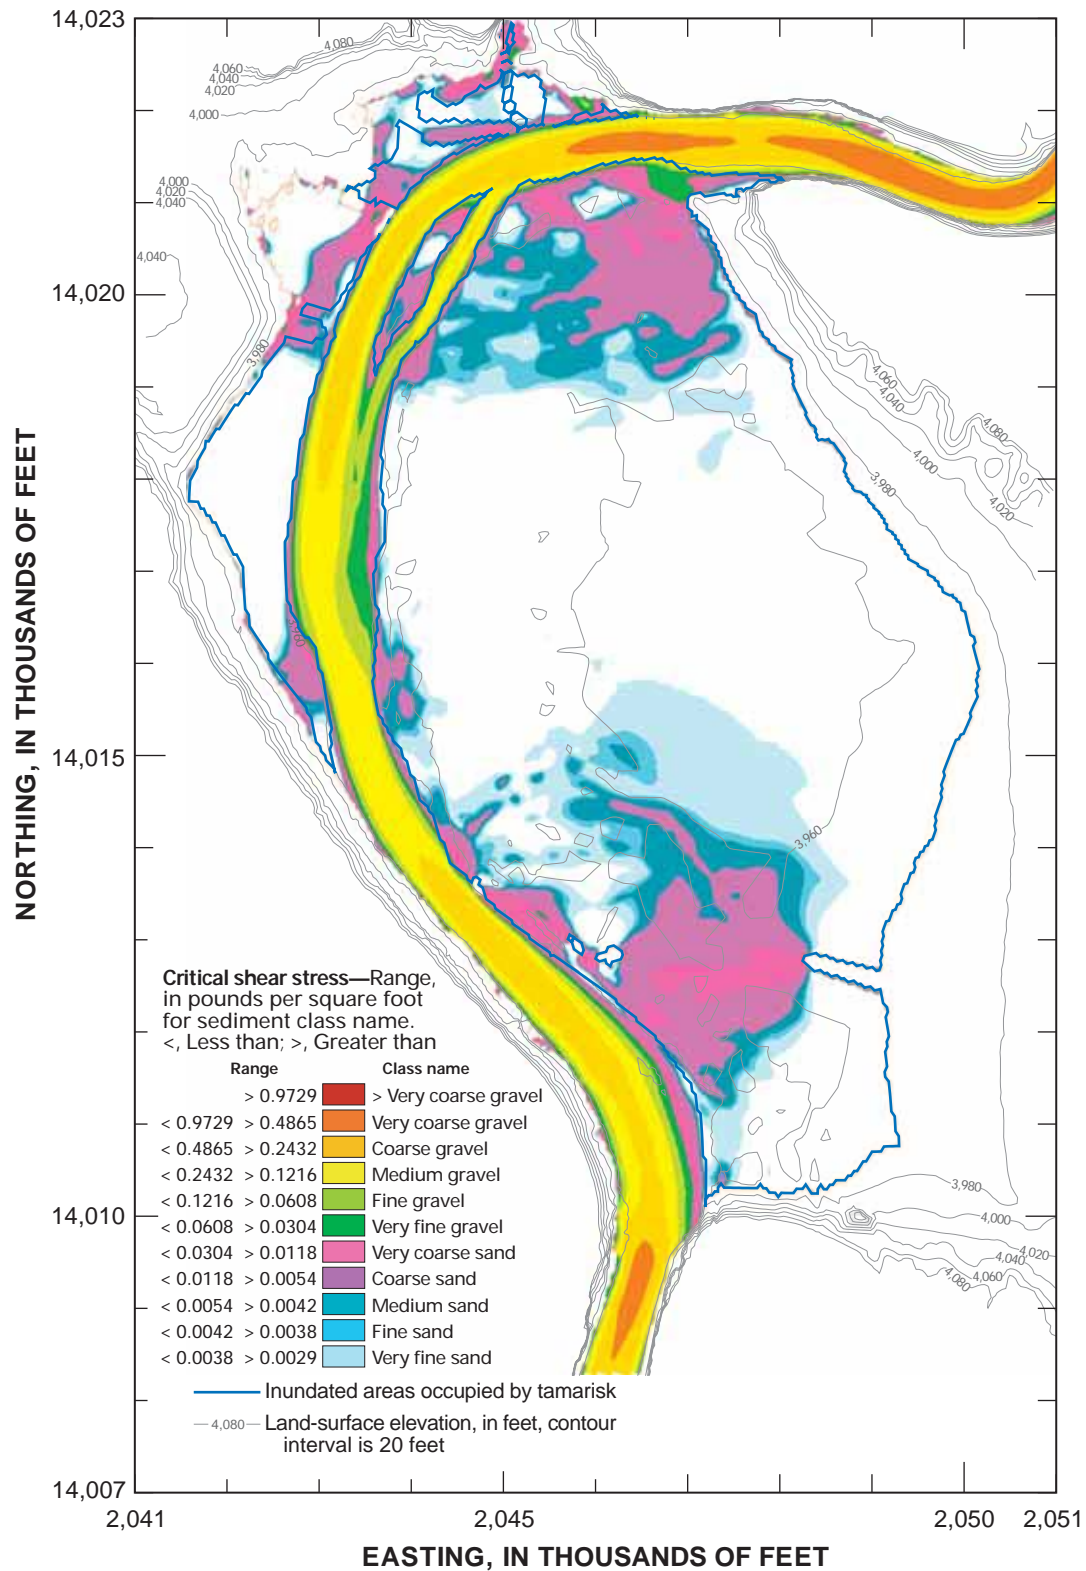 14,023
14,020
14,015
14,010
14,007
NORTHING, IN THOUSANDS OF FEET
4,080
4,060
4,040
4,020
4,000
4,000
4,020
4,040
4,040
3,980
4,060
4,040
4,080
4,000
3,980
4,020
3,960
3,960
3,980
4,000
4,020
4,040
4,060
4,080
Critical shear stress—Range,
in pounds per square foot
for sediment class name.
<, Less than; >, Greater than
Range Class name
> 0.9729 > Very coarse gravel
< 0.9729 > 0.4865 Very coarse gravel
< 0.4865 > 0.2432 Coarse gravel
< 0.2432 > 0.1216 Medium gravel
< 0.1216 > 0.0608 Fine gravel
< 0.0608 > 0.0304 Very fine gravel
< 0.0304 > 0.0118 Very coarse sand
< 0.0118 > 0.0054 Coarse sand
< 0.0054 > 0.0042 Medium sand
< 0.0042 > 0.0038 Fine sand
< 0.0038 > 0.0029 Very fine sand
Inundated areas occupied by tamarisk
4,080 Land-surface elevation, in feet, contour
interval is 20 feet
2,041 2,045 2,050 2,051
EASTING, IN THOUSANDS OF FEET